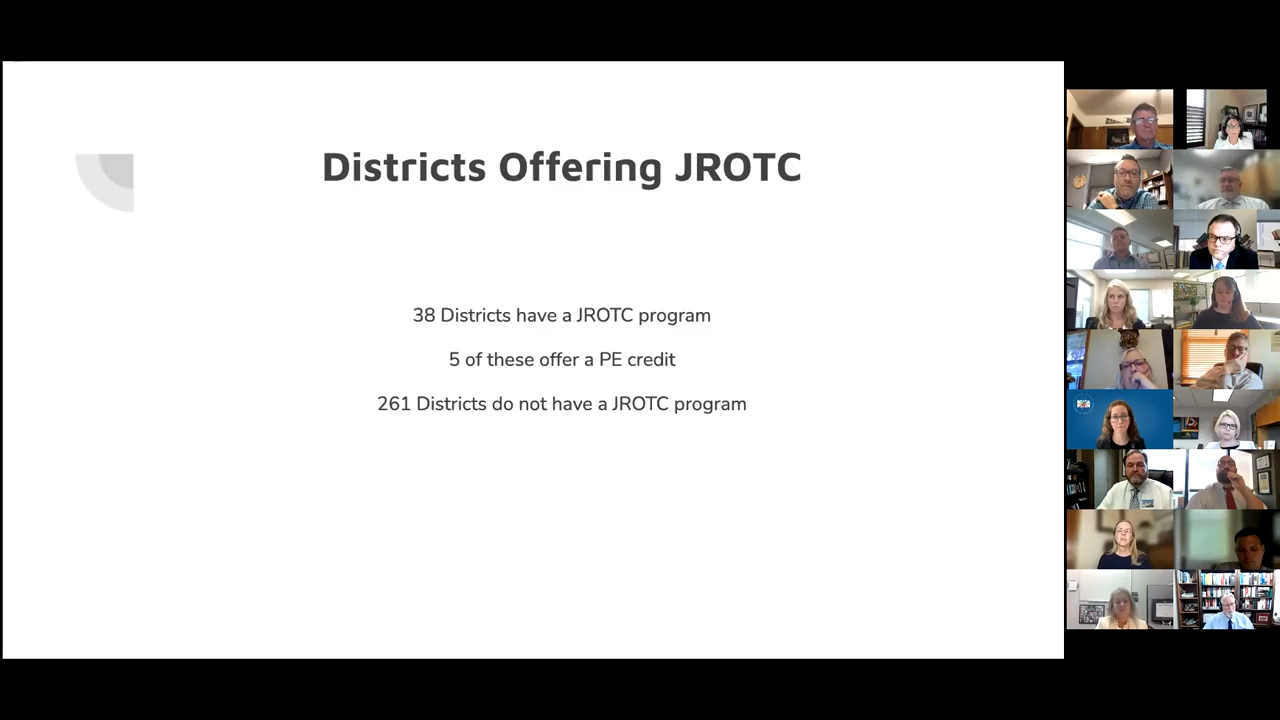 Districts Offering JROTC
38 Districts have a JROTC program
5 of these offer a PE credit
261 Districts do not have a JROTC program